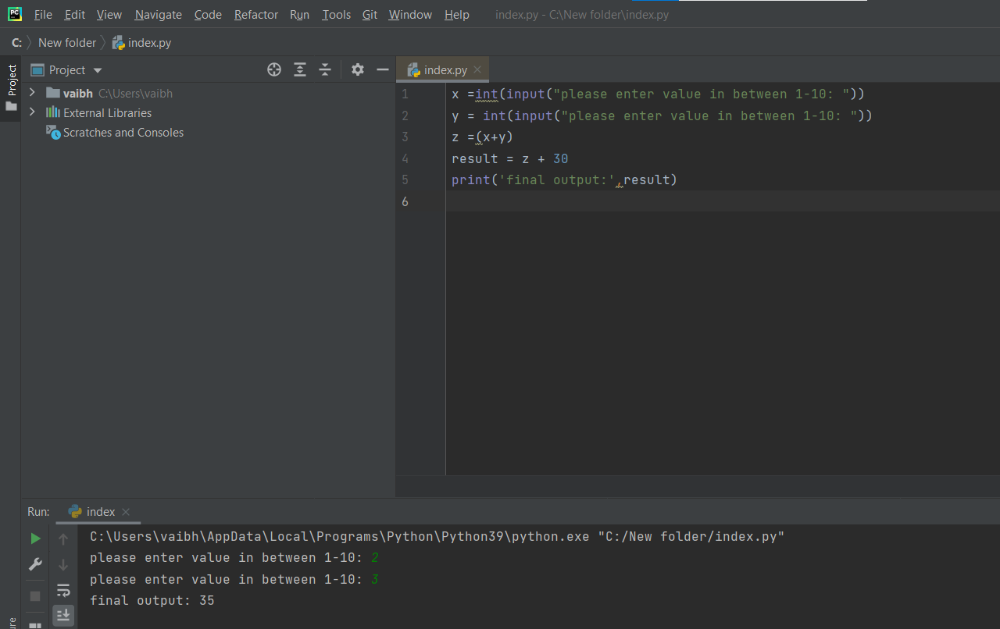 PC File Edit View Navigate Code Refactor Run Tools Git Window Help index.py - C:\New folder\index.py
C: New folder index.py
Project
Project
index.py
vaibh C:\Users\vaibh
External Libraries
Scratches and Consoles
1 x =int(input("please enter value in between 1-10: "))
2 y = int(input("please enter value in between 1-10: "))
3 z =(x+y)
4 result = z + 30
5 print('final output:',result)
6
Run: index
C:\Users\vaibh\AppData\Local\Programs\Python\Python39\python.exe "C:/New folder/index.py"
please enter value in between 1-10: 2
please enter value in between 1-10: 3
final output: 35